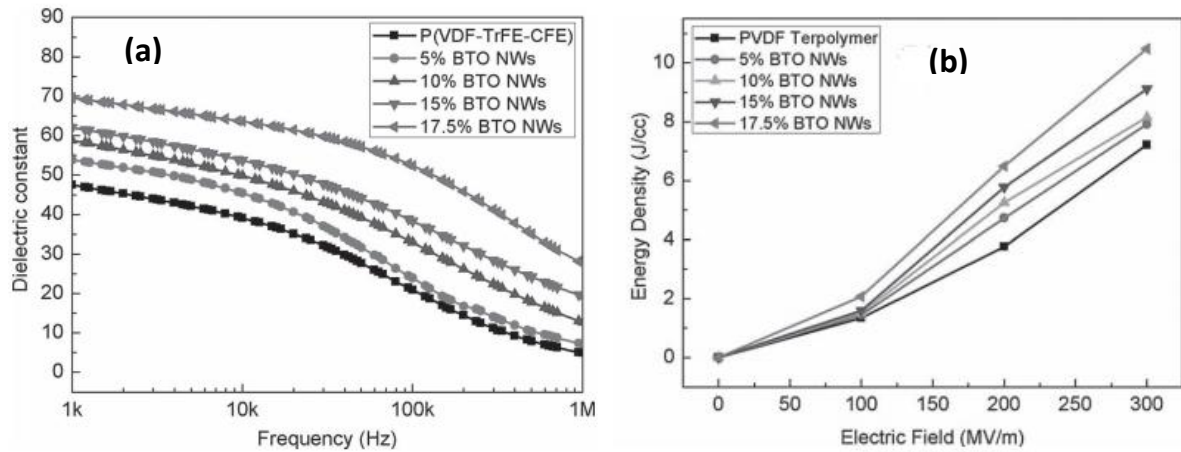 (a)
P(VDF-TrFE-CFE)
5% BTO NWs
10% BTO NWs
15% BTO NWs
17.5% BTO NWs
Dielectric constant
90
80
70
60
50
40
30
20
10
0
1k 10k 100k 1M
Frequency (Hz)
(b)
PVDF Terpolymer
5% BTO NWs
10% BTO NWs
15% BTO NWs
17.5% BTO NWs
Energy Density (J/cc)
10
8
6
4
2
0
0 50 100 150 200 250 300
Electric Field (MV/m)